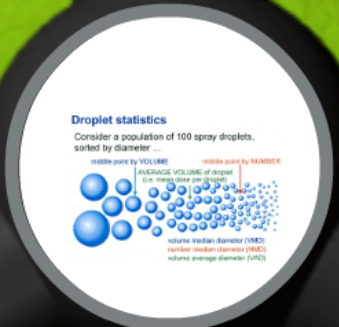 Droplet statistics
Consider a population of 100 spray droplets,
sorted by diameter ...
middle point by VOLUME middle point by NUMBER
AVERAGE VOLUME of droplet
(i.e. mean dose per droplet)
volume median diameter (VMD)
number median diameter (NMD)
volume average diameter (VAD)